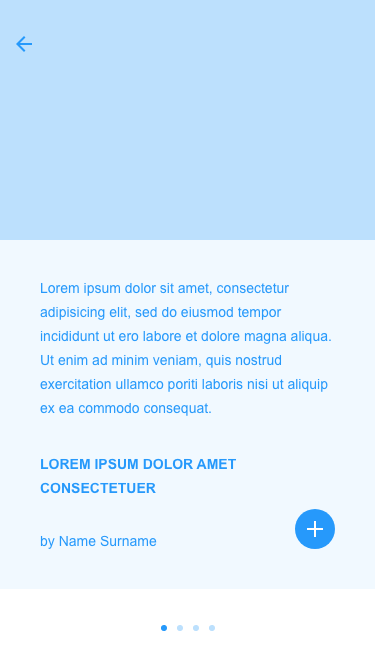 Lorem ipsum dolor sit amet, consectetur
adipisicing elit, sed do eiusmod tempor
incididunt ut ero labore et dolore magna aliqua.
Ut enim ad minim veniam, quis nostrud
exercitation ullamco poriti laboris nisi ut aliquip
ex ea commodo consequat.
LOREM IPSUM DOLOR AMET
CONSECTETUER
by Name Surname